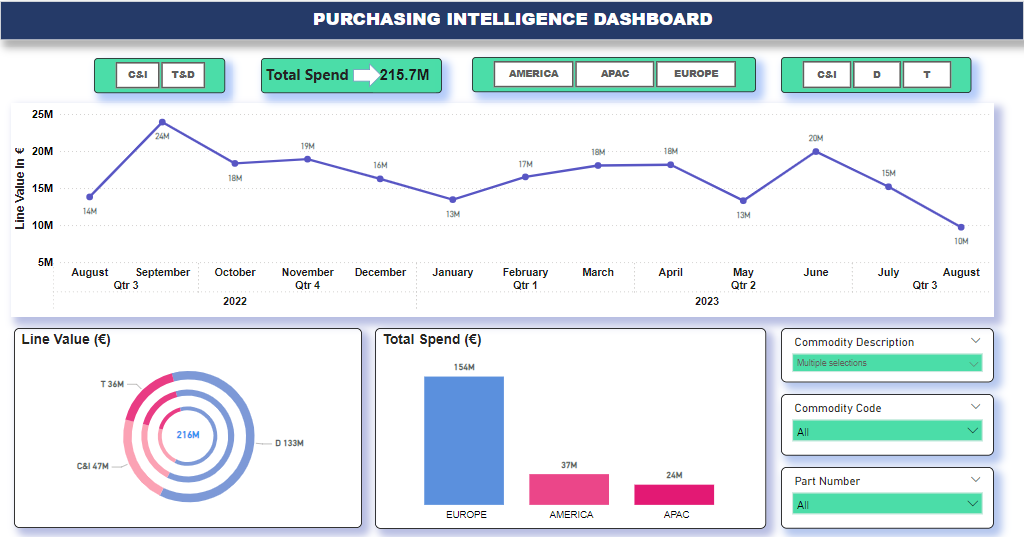 PURCHASING INTELLIGENCE DASHBOARD
C&I T&D
Total Spend 215.7M
AMERICA APAC EUROPE
C&I D T
Line Value In €
25M
20M
15M
10M
5M
14M
24M
18M
19M
16M
13M
17M
18M
18M
13M
20M
15M
10M
August September October November December January February March April May June July August
Qtr 3 Qtr 4 Qtr 1 Qtr 2 Qtr 3
2022 2023
Line Value (€)
T 36M
216M
D 133M
C&I 47M
Total Spend (€)
154M
37M
24M
EUROPE AMERICA APAC
Commodity Description
Multiple selections
Commodity Code
All
Part Number
All